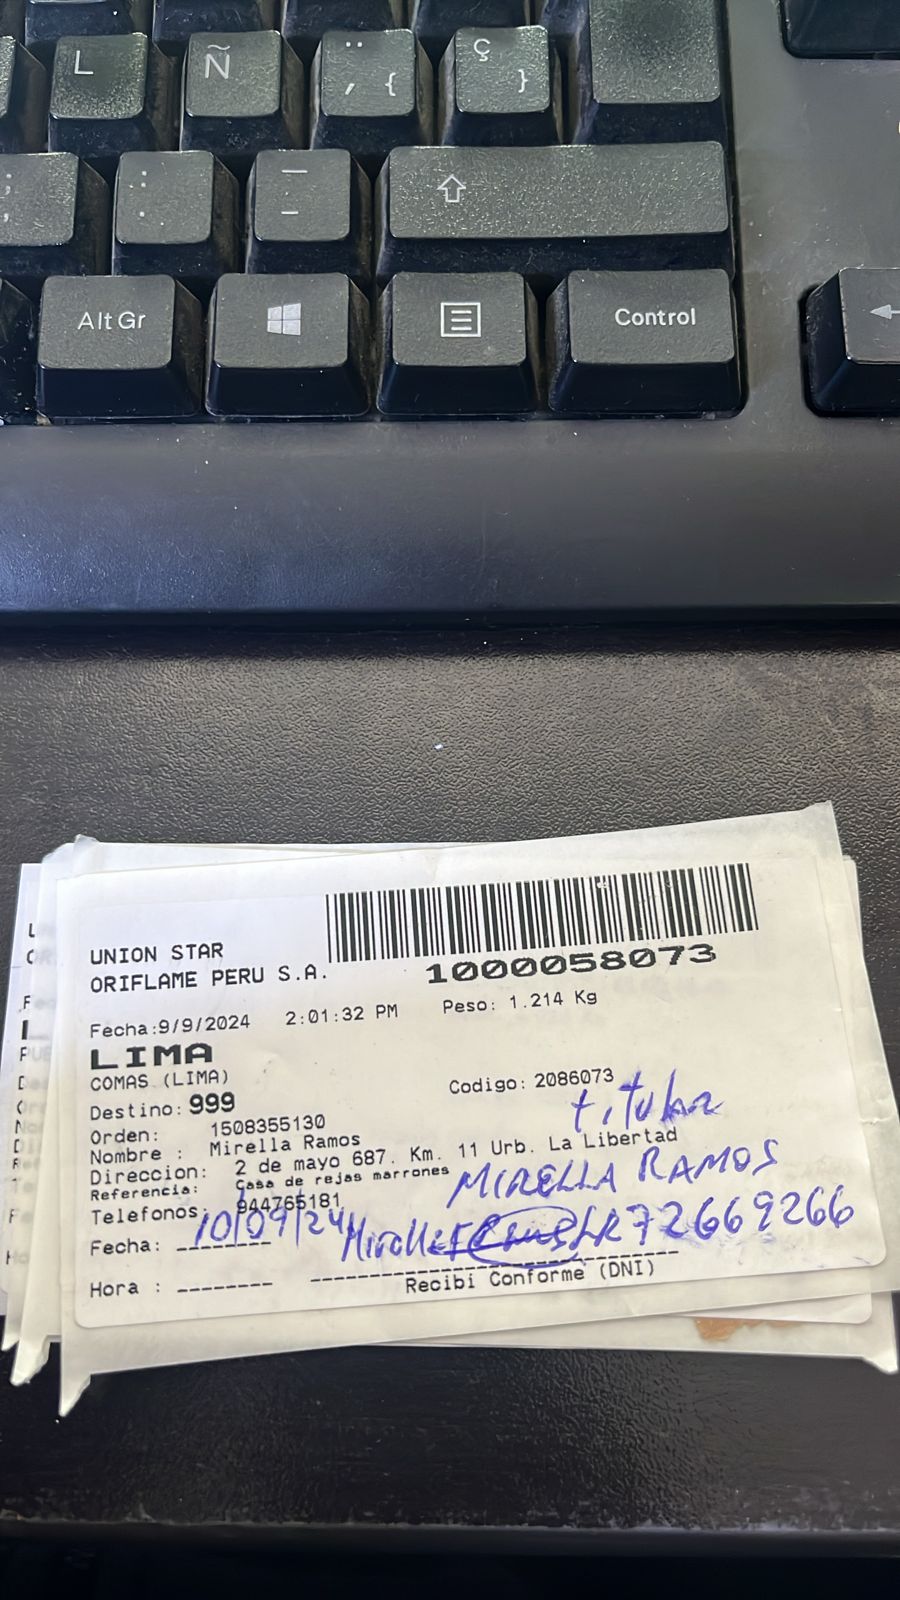 L Ñ ¨ ´ { Ç }
; , : . _ -
Alt Gr Control
UNION STAR
ORIFLAME PERU S.A.
1000058073
Fecha:9/9/2024 2:01:32 PM Peso: 1.214 Kg
LIMA
COMAS (LIMA)
Codigo: 2086073
Destino: 999
titular
Orden: 1508355130
Nombre : Mirella Ramos
Direccion: 2 de mayo 687. Km. 11 Urb. La Libertad
Referencia: Casa de rejas marrones
MIRELLA RAMOS
Telefonos: 944765181
Fecha: 10/09/24 72669266
Hora :
Recibi Conforme (DNI)